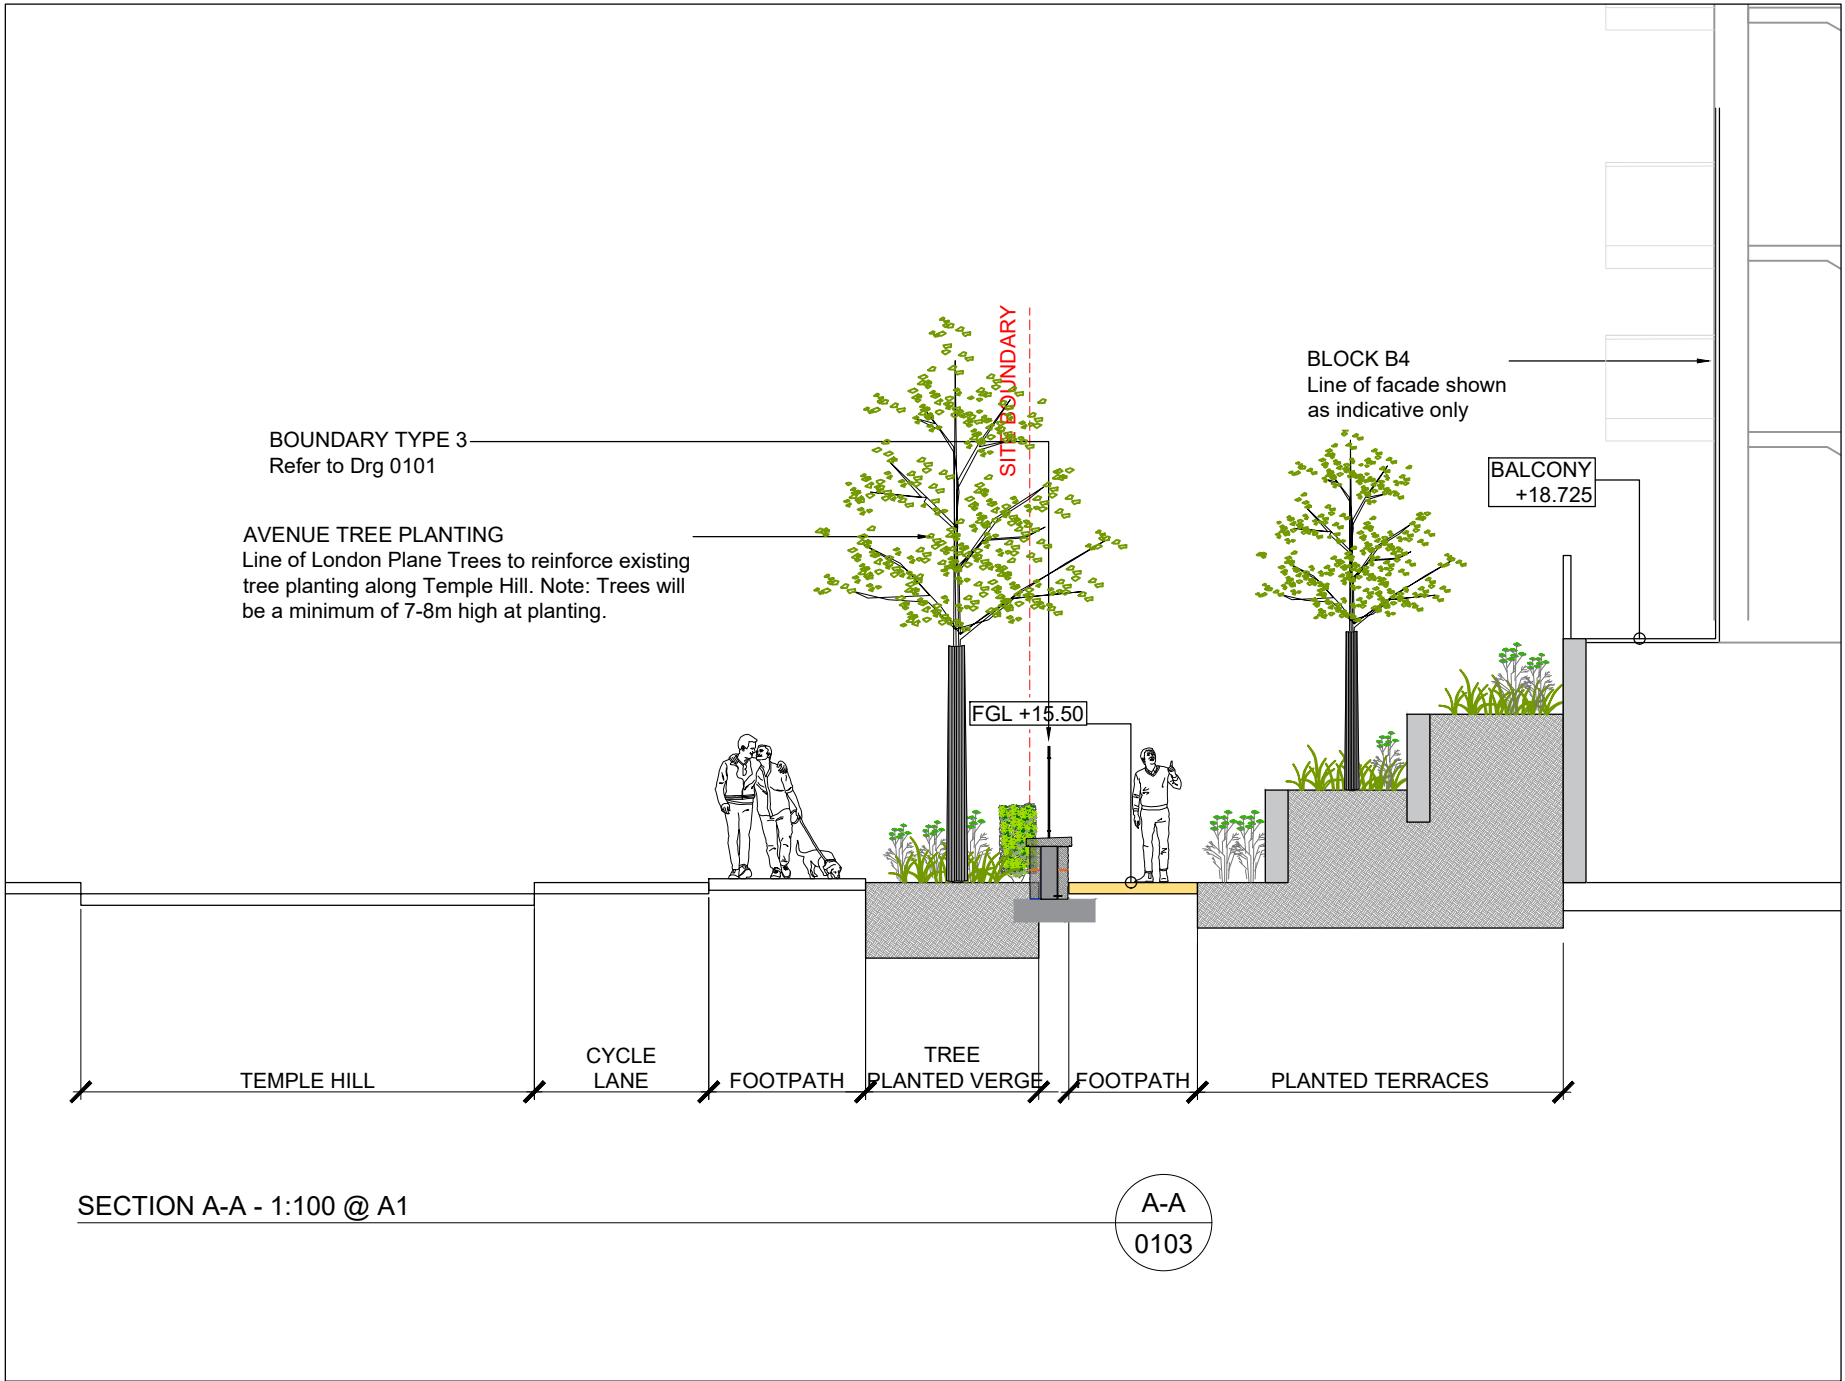 SITE BOUNDARY
BLOCK B4
Line of facade shown
as indicative only
BOUNDARY TYPE 3
Refer to Drg 0101
BALCONY
+18.725
AVENUE TREE PLANTING
Line of London Plane Trees to reinforce existing
tree planting along Temple Hill. Note: Trees will
be a minimum of 7-8m high at planting.
FGL +15.50
TEMPLE HILL
CYCLE
LANE
FOOTPATH
TREE
PLANTED VERGE
FOOTPATH
PLANTED TERRACES
SECTION A-A - 1:100 @ A1
A-A
0103